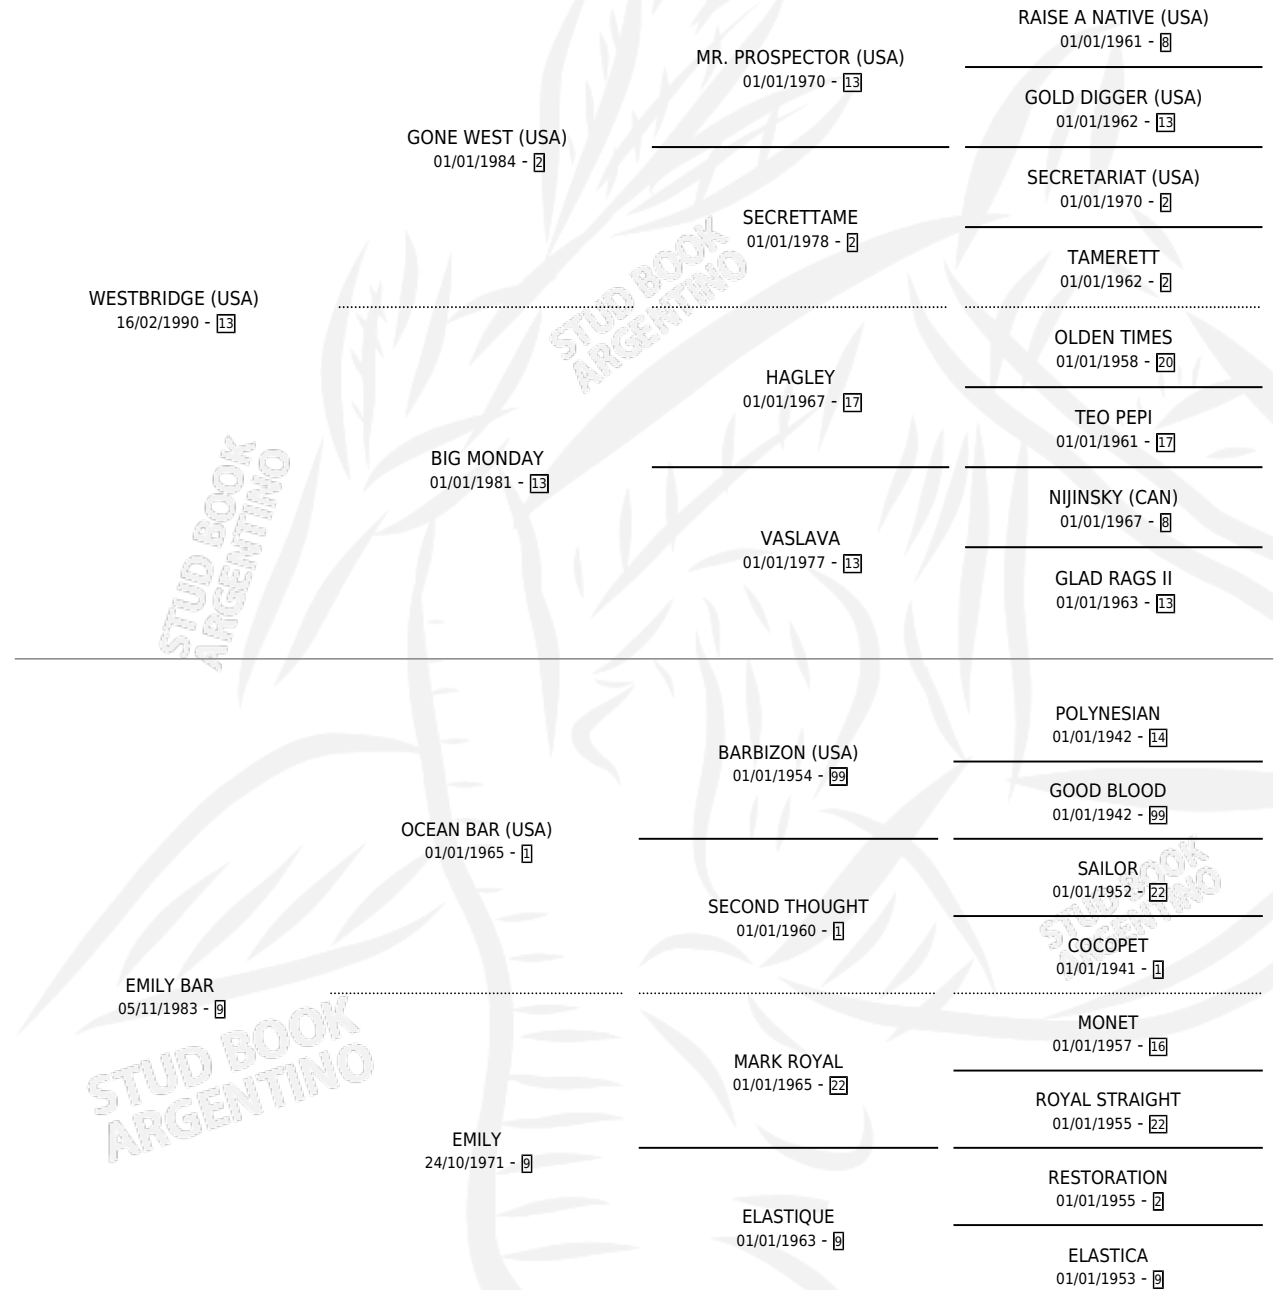 RAISE A NATIVE (USA)
01/01/1961 - 8
MR. PROSPECTOR (USA)
01/01/1970 - 13
GOLD DIGGER (USA)
01/01/1962 - 13
GONE WEST (USA)
01/01/1984 - 2
SECRETARIAT (USA)
01/01/1970 - 2
SECRETTAME
01/01/1978 - 2
TAMERETT
01/01/1962 - 2
WESTBRIDGE (USA)
16/02/1990 - 13
OLDEN TIMES
01/01/1958 - 20
HAGLEY
01/01/1967 - 17
TEO PEPI
01/01/1961 - 17
BIG MONDAY
01/01/1981 - 13
NIJINSKY (CAN)
01/01/1967 - 8
VASLAVA
01/01/1977 - 13
GLAD RAGS II
01/01/1963 - 13
STUD BOOK
ARGENTINO
STUD BOOK
ARGENTINO
POLYNESIAN
01/01/1942 - 14
BARBIZON (USA)
01/01/1954 - 99
GOOD BLOOD
01/01/1942 - 99
OCEAN BAR (USA)
01/01/1965 - 1
SAILOR
01/01/1952 - 22
SECOND THOUGHT
01/01/1960 - 1
COCOPET
01/01/1941 - 1
EMILY BAR
05/11/1983 - 9
MONET
01/01/1957 - 16
MARK ROYAL
01/01/1965 - 22
ROYAL STRAIGHT
01/01/1955 - 22
EMILY
24/10/1971 - 9
RESTORATION
01/01/1955 - 2
ELASTIQUE
01/01/1963 - 9
ELASTICA
01/01/1953 - 9
STUD BOOK
ARGENTINO
STUD BOOK
ARGENTINO